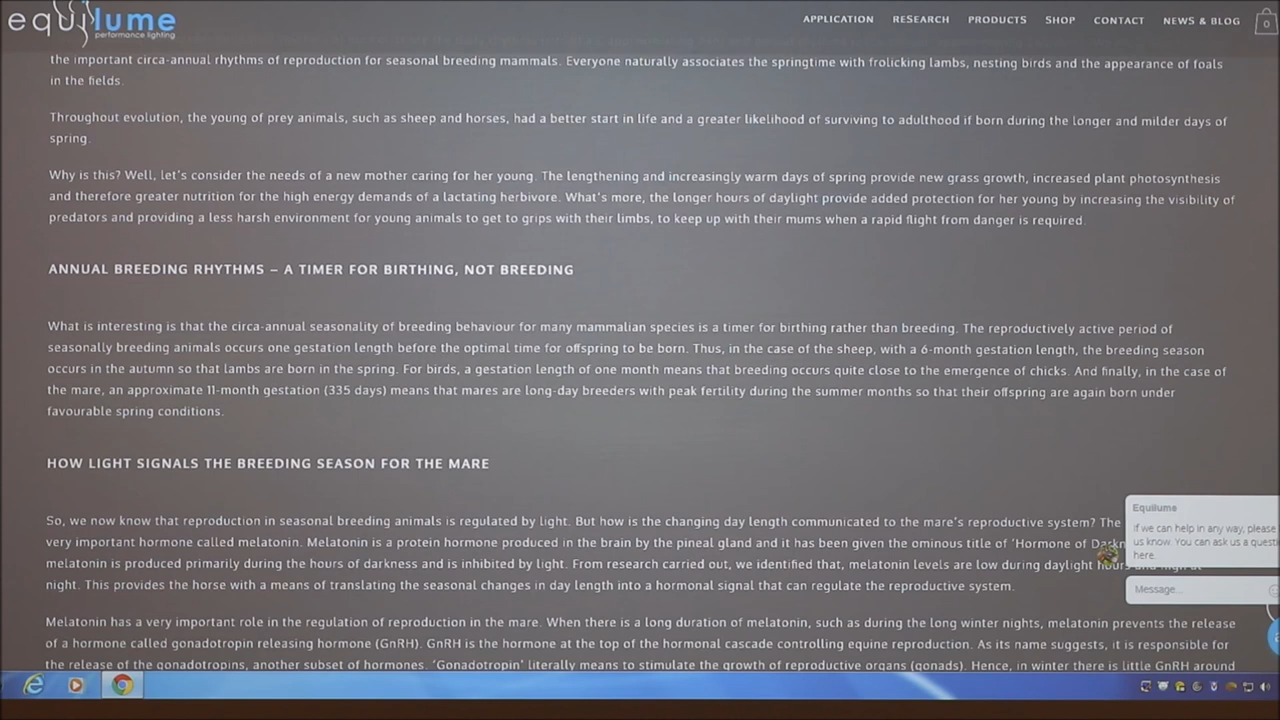 equilume
performance lighting
APPLICATION RESEARCH PRODUCTS SHOP CONTACT NEWS & BLOG 0
the important circa-annual rhythms of reproduction for seasonal breeding mammals. Everyone naturally associates the springtime with frolicking lambs, nesting birds and the appearance of foals
in the fields.
Throughout evolution, the young of prey animals, such as sheep and horses, had a better start in life and a greater likelihood of surviving to adulthood if born during the longer and milder days of
spring.
Why is this? Well, let's consider the needs of a new mother caring for her young. The lengthening and increasingly warm days of spring provide new grass growth, increased plant photosynthesis
and therefore greater nutrition for the high energy demands of a lactating herbivore. What's more, the longer hours of daylight provide added protection for her young by increasing the visibility of
predators and providing a less harsh environment for young animals to get to grips with their limbs, to keep up with their mums when a rapid flight from danger is required.
ANNUAL BREEDING RHYTHMS – A TIMER FOR BIRTHING, NOT BREEDING
What is interesting is that the circa-annual seasonality of breeding behaviour for many mammalian species is a timer for birthing rather than breeding. The reproductively active period of
seasonally breeding animals occurs one gestation length before the optimal time for offspring to be born. Thus, in the case of the sheep, with a 6-month gestation length, the breeding season
occurs in the autumn so that lambs are born in the spring. For birds, a gestation length of one month means that breeding occurs quite close to the emergence of chicks. And finally, in the case of
the mare, an approximate 11-month gestation (335 days) means that mares are long-day breeders with peak fertility during the summer months so that their offspring are again born under
favourable spring conditions.
HOW LIGHT SIGNALS THE BREEDING SEASON FOR THE MARE
So, we now know that reproduction in seasonal breeding animals is regulated by light. But how is the changing day length communicated to the mare's reproductive system? The
very important hormone called melatonin. Melatonin is a protein hormone produced in the brain by the pineal gland and it has been given the ominous title of 'Hormone of Darkn
melatonin is produced primarily during the hours of darkness and is inhibited by light. From research carried out, we identified that, melatonin levels are low during daylight hours and high at
night. This provides the horse with a means of translating the seasonal changes in day length into a hormonal signal that can regulate the reproductive system.
Melatonin has a very important role in the regulation of reproduction in the mare. When there is a long duration of melatonin, such as during the long winter nights, melatonin prevents the release
of a hormone called gonadotropin releasing hormone (GnRH). GnRH is the hormone at the top of the hormonal cascade controlling equine reproduction. As its name suggests, it is responsible for
the release of the gonadotropins, another subset of hormones. 'Gonadotropin' literally means to stimulate the growth of reproductive organs (gonads). Hence, in winter there is little GnRH around
Equilume
If we can help in any way, please
us know. You can ask us a questi
here.
Message...